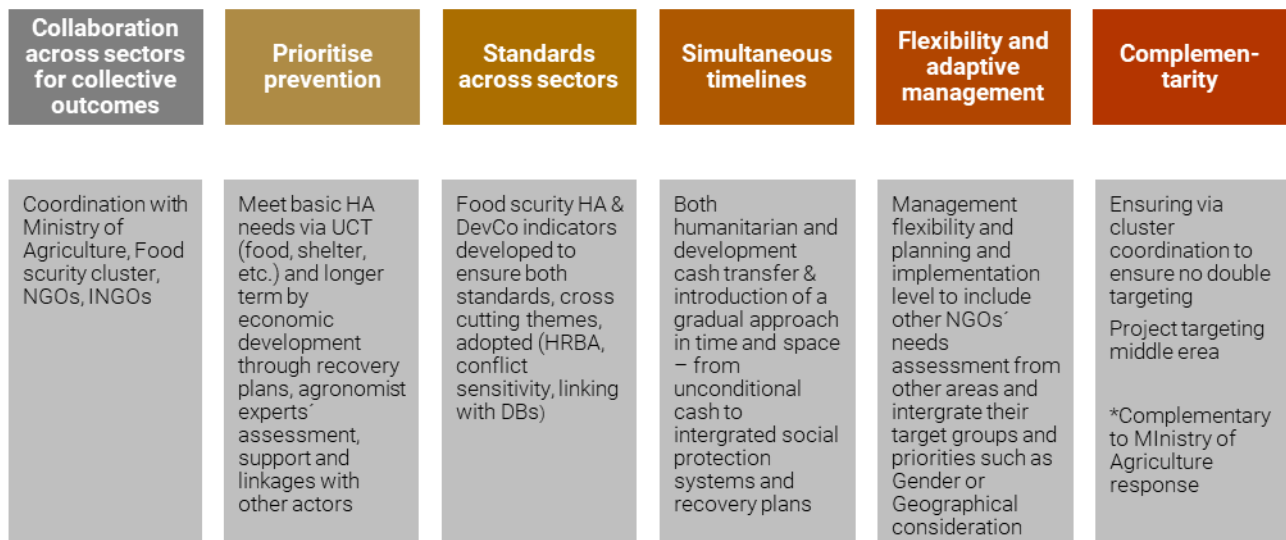 Collaboration
across sectors
for collective
outcomes
Prioritise
prevention
Standards
across sectors
Simultaneous
timelines
Flexibility and
adaptive
management
Complemen-
tarity
Coordination with
Ministry of
Agriculture, Food
scurity cluster,
NGOs, INGOs
Meet basic HA
needs via UCT
(food, shelter,
etc.) and longer
term by
economic
development
through recovery
plans, agronomist
experts´
assessment,
support and
linkages with
other actors
Food scurity HA &
DevCo indicators
developed to
ensure both
standards, cross
cutting themes,
adopted (HRBA,
conflict
sensitivity, linking
with DBs)
Both
humanitarian and
development
cash transfer &
introduction of a
gradual approach
in time and space
– from
unconditional
cash to
intergrated social
protection
systems and
recovery plans
Management
flexibility and
planning and
implementation
level to include
other NGOs´
needs
assessment from
other areas and
intergrate their
target groups and
priorities such as
Gender or
Geographical
consideration
Ensuring via
cluster
coordination to
ensure no double
targeting
Project targeting
middle erea
*Complementary
to MInistry of
Agriculture
response